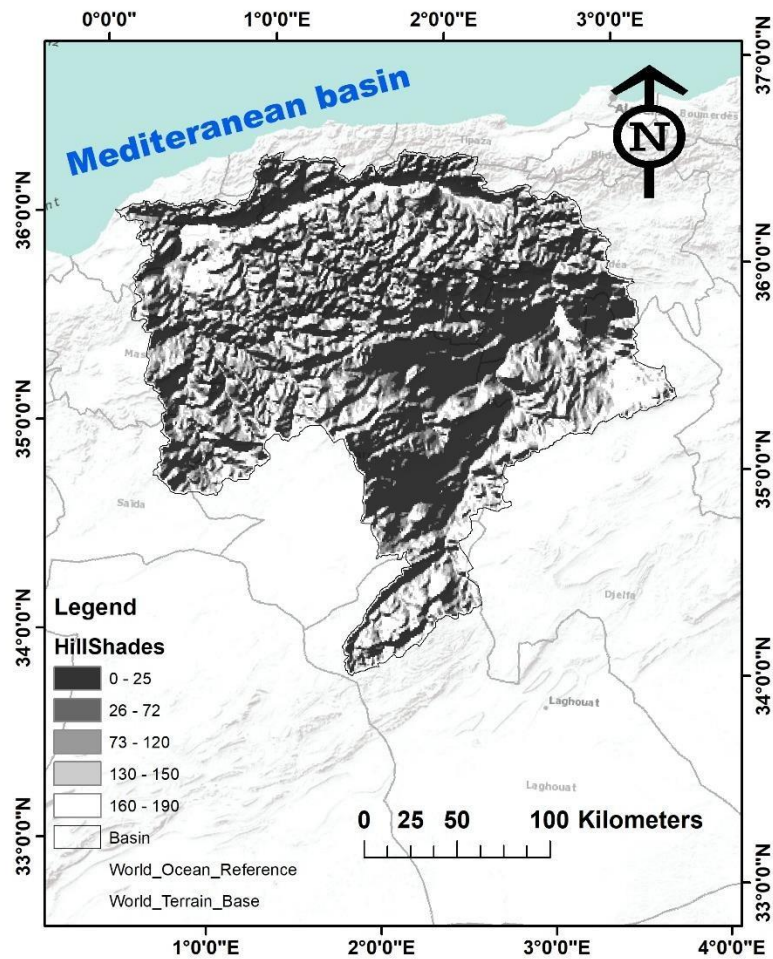 0°0'0"E 1°0'0"E 2°0'0"E 3°0'0"E
37°0'0"N
Mediteranean basin
N
Tipaza
Boumerdès
36°0'0"N
36°0'0"N
35°0'0"N
35°0'0"N
Saïda
Djelfa
Legend
34°0'0"N
HillShades
0 - 25
34°0'0"N
26 - 72
Laghouat
73 - 120
130 - 150
Laghouat
160 - 190
0 25 50 100 Kilometers
33°0'0"N
Basin
World_Ocean_Reference
World_Terrain_Base
33°0'0"N
1°0'0"E 2°0'0"E 3°0'0"E 4°0'0"E